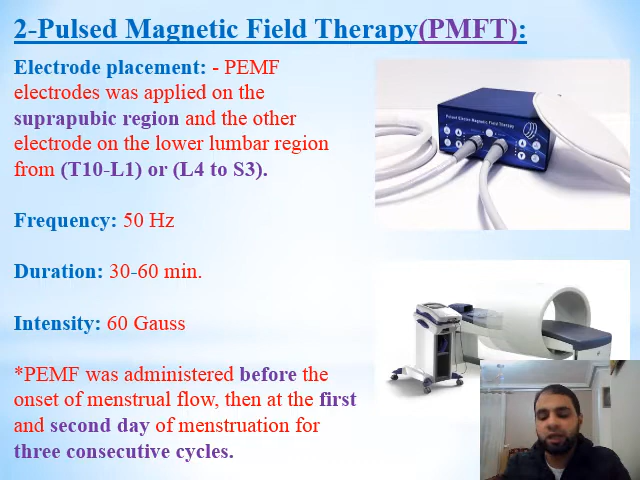 2-Pulsed Magnetic Field Therapy(PMFT):
Electrode placement: - PEMF
electrodes was applied on the
suprapubic region and the other
electrode on the lower lumbar region
from (T10-L1) or (L4 to S3).
Frequency: 50 Hz
Duration: 30-60 min.
Intensity: 60 Gauss
*PEMF was administered before the
onset of menstrual flow, then at the first
and second day of menstruation for
three consecutive cycles.
Pulsed Electro Magnetic Field Therapy